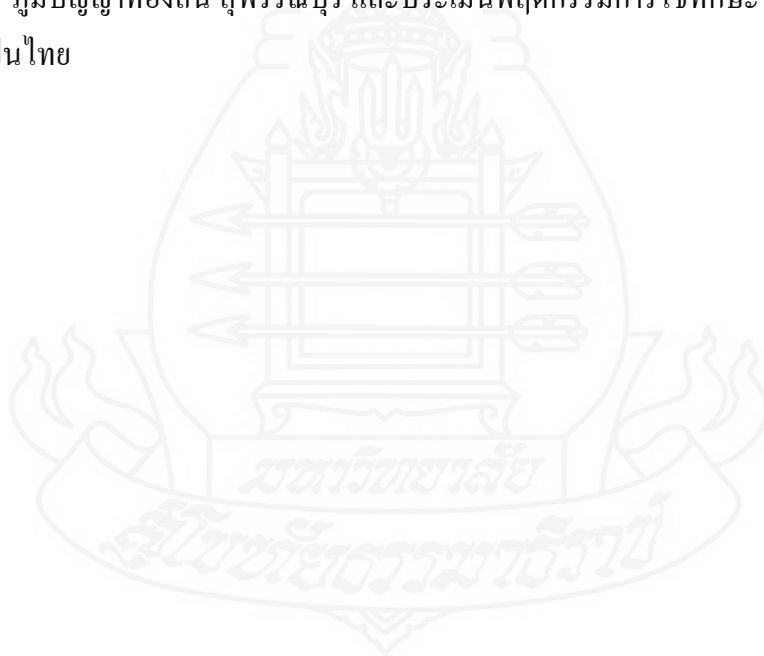 ภูมิปัญญาท้องถิ่น สุพรรณบุรี และประเมินพฤติกรรมการใช้ทักษะ
นไทย
มหาวิทยาลัย
สุโขทัยธรรมาธิราช